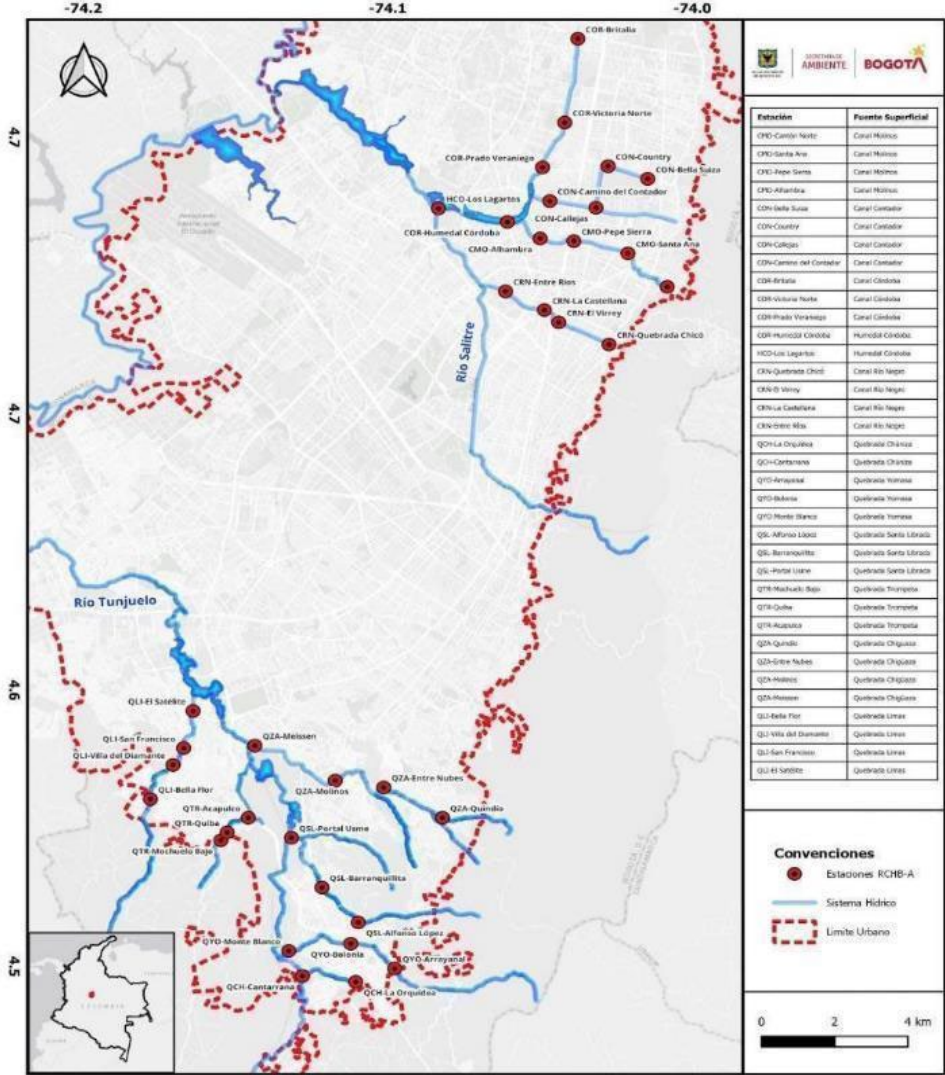 -74.2 -74.1 -74.0
COR-Britalia
COR-Victoria Norte
COR-Prado Veraniego
CON-Country
CON-Bella Suiza
CON-Camino del Contador
HCO-Los Lagartos
CON-Callejas
COR-Humedal Córdoba
CMO-Pepe Sierra
CMO-Alhambra
CMO-Santa Ana
CRN-Entre Rios
CRN-La Castellana
CRN-El Virrey
CRN-Quebrada Chicó
Río Salitre
4.7
4.7
4.6
4.5
Río Tunjuelo
QLI-El Satélite
QLI-San Francisco
QZA-Meissen
QLI-Villa del Diamante
QZA-Entre Nubes
QZA-Molinos
QLI-Bella Flor
QTR-Acapulco
QZA-Quindío
QTR-Quiba
QSL-Portal Usme
QTR-Mochuelo Bajo
QSL-Barranquillita
QSL-Alfonso López
QYO-Monte Blanco
QYO-Bolonia
QYO-Arrayanal
QCH-Cantarrana
QCH-La Orquídea
COLOMBIA
SECRETARÍA DE
AMBIENTE
BOGOTÁ
Estación Fuente Superficial
CMO-Cantón Norte Canal Molinos
CMO-Santa Ana Canal Molinos
CMO-Pepe Sierra Canal Molinos
CMO-Alhambra Canal Molinos
CON-Bella Suiza Canal Contador
CON-Country Canal Contador
CON-Callejas Canal Contador
CON-Camino del Contador Canal Contador
COR-Britalia Canal Córdoba
COR-Victoria Norte Canal Córdoba
COR-Prado Veraniego Canal Córdoba
COR-Humedal Córdoba Humedal Córdoba
HCO-Los Lagartos Humedal Córdoba
CRN-Quebrada Chicó Canal Río Negro
CRN-El Virrey Canal Río Negro
CRN-La Castellana Canal Río Negro
CRN-Entre Ríos Canal Río Negro
QCH-La Orquídea Quebrada Chiniza
QCH-Cantarrana Quebrada Chiniza
QYO-Arrayanal Quebrada Yomasa
QYO-Bolonia Quebrada Yomasa
QYO-Monte Blanco Quebrada Yomasa
QSL-Alfonso López Quebrada Santa Librada
QSL-Barranquillita Quebrada Santa Librada
QSL-Portal Usme Quebrada Santa Librada
QTR-Mochuelo Bajo Quebrada Trompeta
QTR-Quiba Quebrada Trompeta
QTR-Acapulco Quebrada Trompeta
QZA-Quindío Quebrada Chiguaza
QZA-Entre Nubes Quebrada Chiguaza
QZA-Molinos Quebrada Chiguaza
QZA-Meissen Quebrada Chiguaza
QLI-Bella Flor Quebrada Limas
QLI-Villa del Diamante Quebrada Limas
QLI-San Francisco Quebrada Limas
QLI-El Satélite Quebrada Limas
Convenciones
Estaciones RCHB-A
Sistema Hídrico
Limite Urbano
0 2 4 km